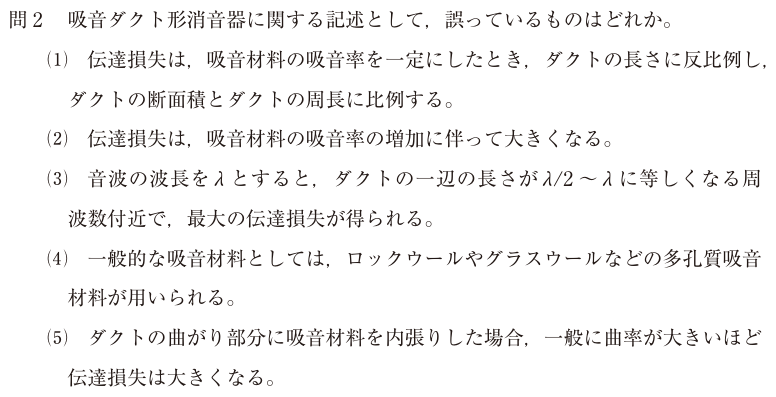 問２　吸音ダクト形消音器に関する記述として，誤っているものはどれか。
(1)　伝達損失は，吸音材料の吸音率を一定にしたとき，ダクトの長さに反比例し，
ダクトの断面積とダクトの周長に比例する。
(2)　伝達損失は，吸音材料の吸音率の増加に伴って大きくなる。
(3)　音波の波長をλとすると，ダクトの一辺の長さがλ/2～λに等しくなる周
波数付近で，最大の伝達損失が得られる。
(4)　一般的な吸音材料としては，ロックウールやグラスウールなどの多孔質吸音
材料が用いられる。
(5)　ダクトの曲がり部分に吸音材料を内張りした場合，一般に曲率が大きいほど
伝達損失は大きくなる。